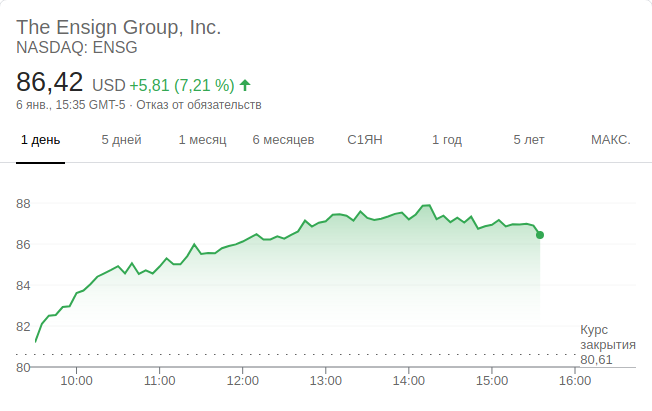 The Ensign Group, Inc.
NASDAQ: ENSG
86,42 USD +5,81 (7,21 %)
6 янв., 15:35 GMT-5 · Отказ от обязательств
1 день 5 дней 1 месяц 6 месяцев С1ЯН 1 год 5 лет МАКС.
88
86
84
82
80
Курс
закрытия
80,61
10:00 11:00 12:00 13:00 14:00 15:00 16:00